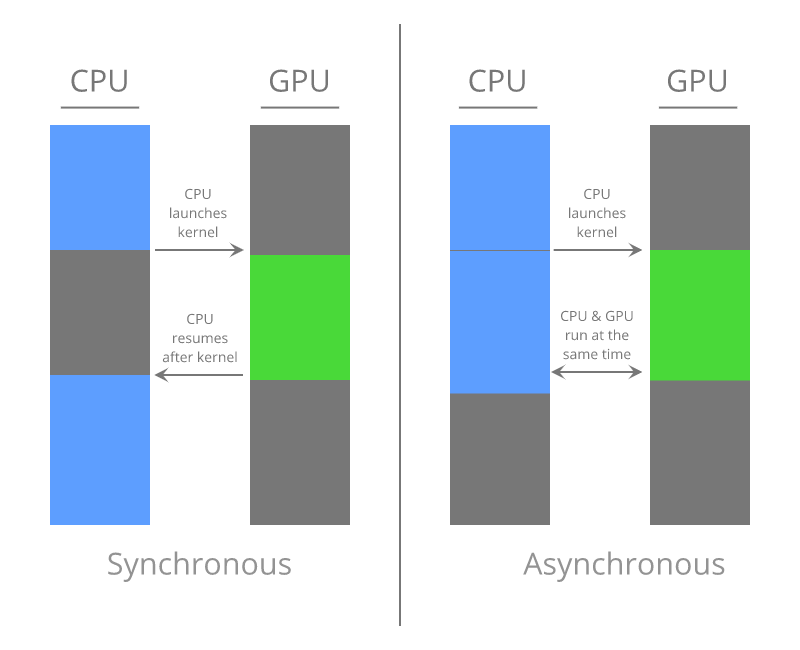 CPU
GPU
CPU
launches
kernel
CPU
resumes
after kernel
Synchronous
CPU
GPU
CPU
launches
kernel
CPU & GPU
run at the
same time
Asynchronous